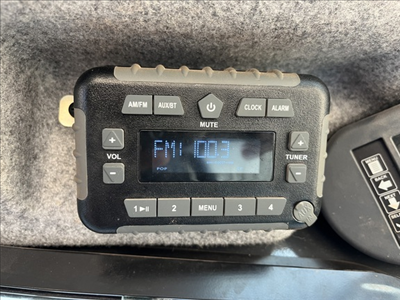 AM/FM AUX/BT CLOCK ALARM
MUTE
+ +
VOL FM1 100.3 TUNER
POP
- -
1 ▶II 2 MENU 3 4